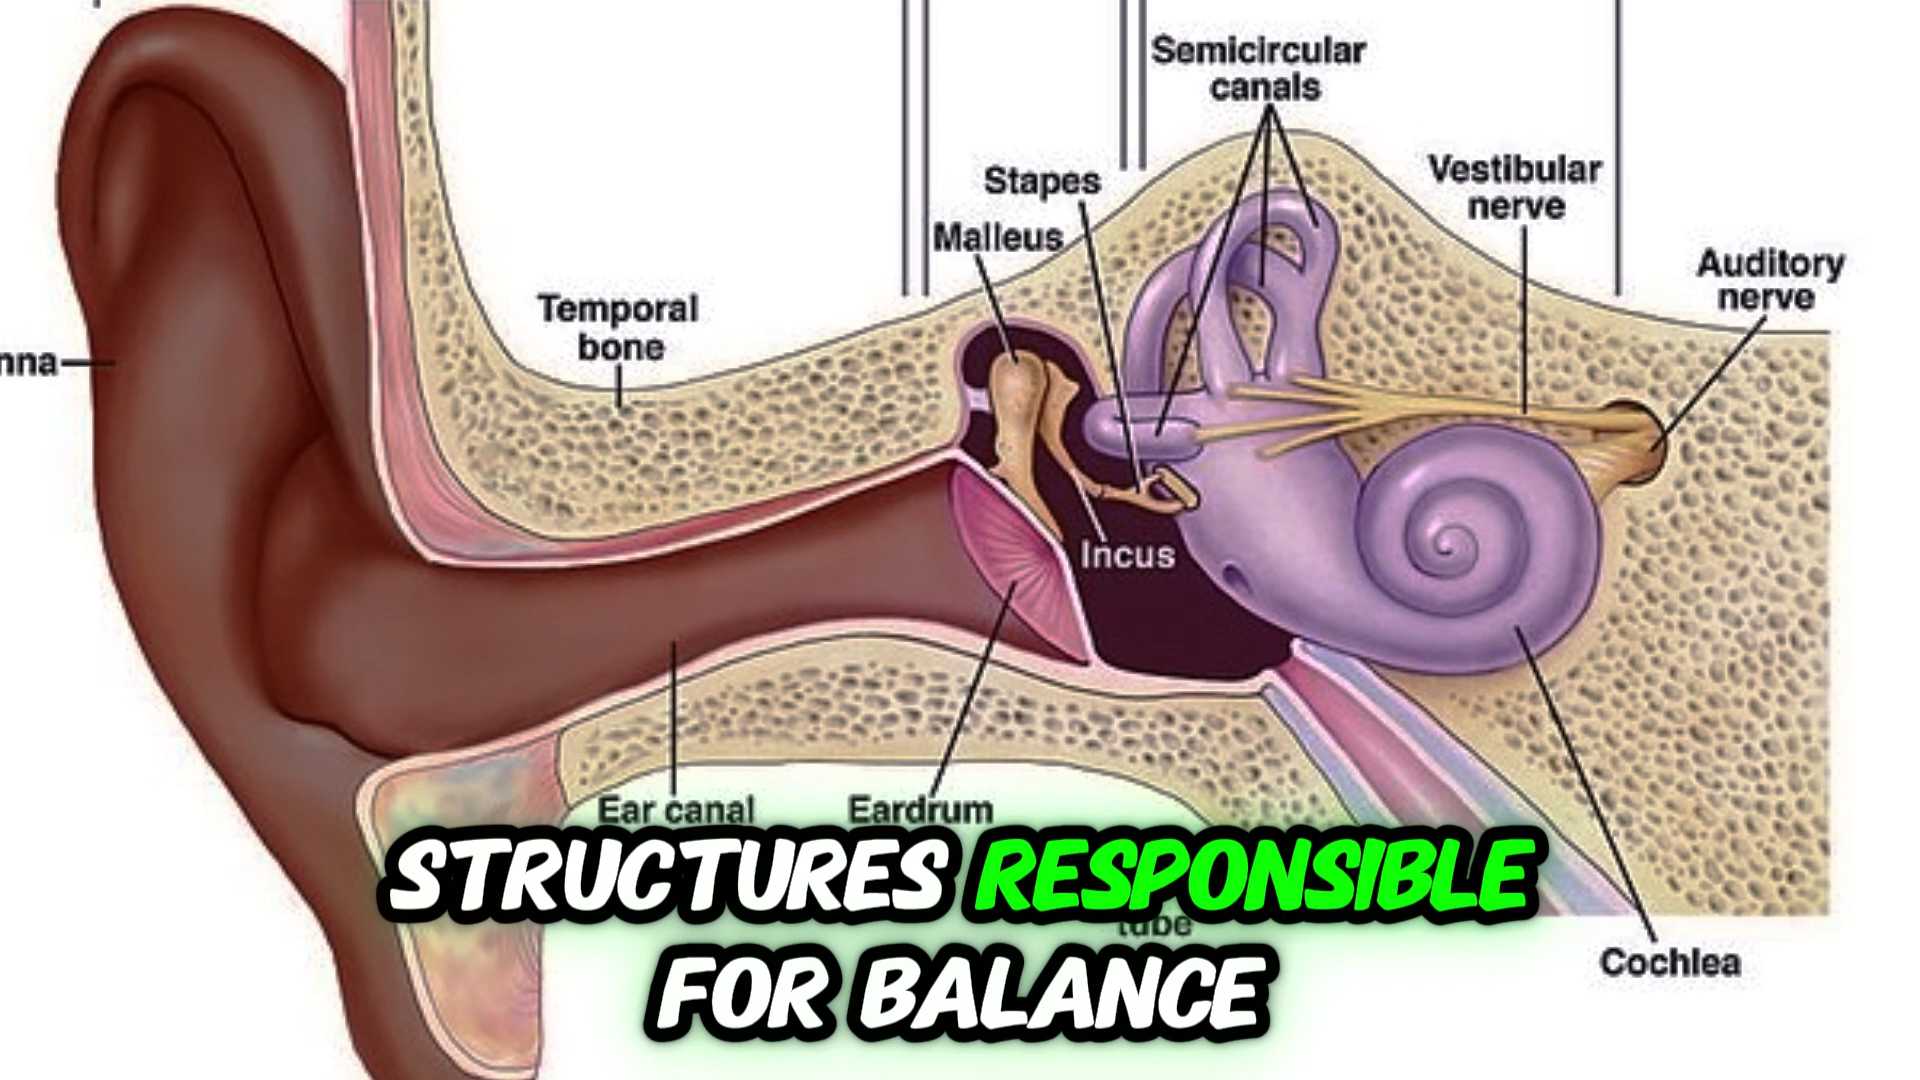 Semicircular
canals
Stapes
Vestibular
nerve
Malleus
Auditory
nerve
Temporal
bone
nna
Incus
Ear canal
Eardrum
STRUCTURES RESPONSIBLE
tube
FOR BALANCE
Cochlea